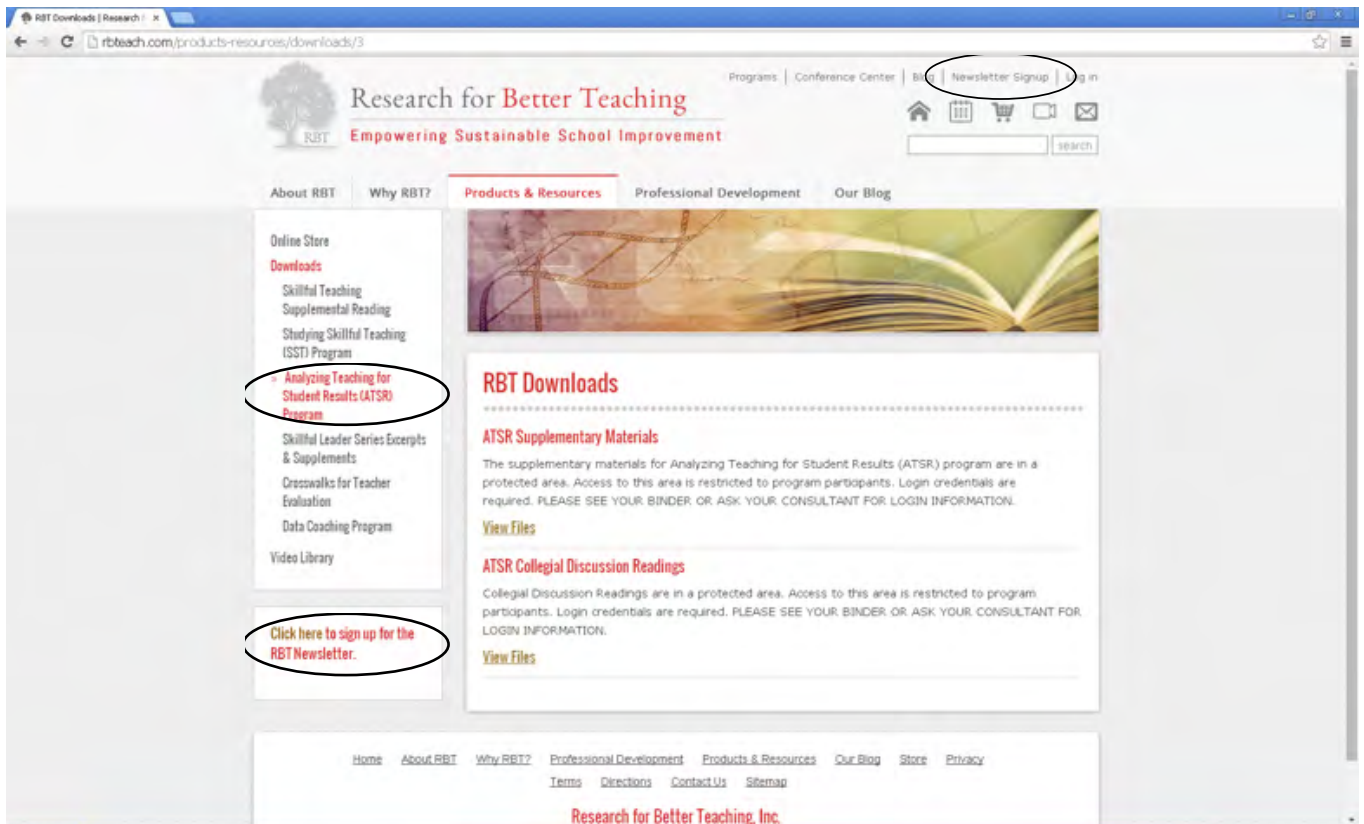 RBT Downloads | Research
rbteach.com/products-resources/downloads/3
Programs | Conference Center | Blog | Newsletter Signup | Log in
Research for Better Teaching
RBT
Empowering Sustainable School Improvement
search
About RBT
Why RBT?
Products & Resources
Professional Development
Our Blog
Online Store
Downloads
Skillful Teaching
Supplemental Reading
Studying Skillful Teaching
(SST) Program
» Analyzing Teaching for
Student Results (ATSR)
Program
Skillful Leader Series Excerpts
& Supplements
Crosswalks for Teacher
Evaluation
Data Coaching Program
Video Library
Click here to sign up for the
RBT Newsletter.
RBT Downloads
ATSR Supplementary Materials
The supplementary materials for Analyzing Teaching for Student Results (ATSR) program are in a
protected area. Access to this area is restricted to program participants. Login credentials are
required. PLEASE SEE YOUR BINDER OR ASK YOUR CONSULTANT FOR LOGIN INFORMATION.
View Files
ATSR Collegial Discussion Readings
Collegial Discussion Readings are in a protected area. Access to this area is restricted to program
participants. Login credentials are required. PLEASE SEE YOUR BINDER OR ASK YOUR CONSULTANT FOR
LOGIN INFORMATION.
View Files
Home About RBT Why RBT? Professional Development Products & Resources Our Blog Store Privacy
Terms Directions Contact Us Sitemap
Research for Better Teaching, Inc.